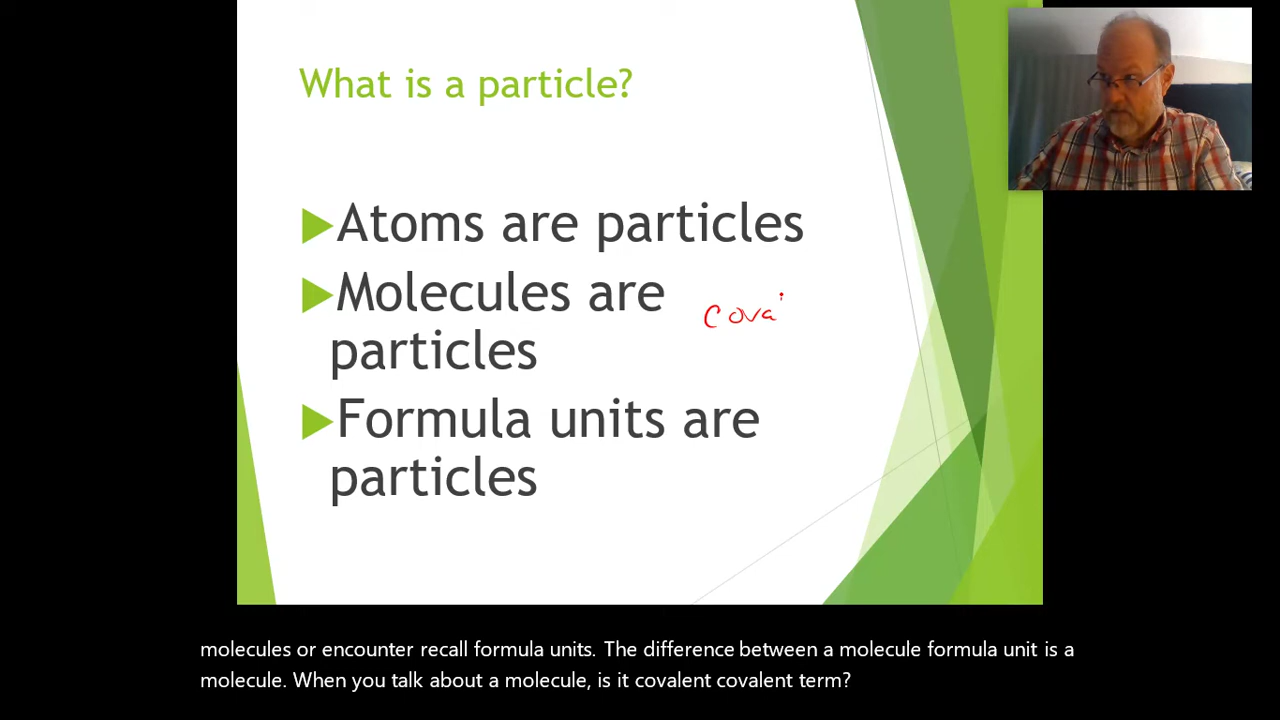 What is a particle?
Atoms are particles
Molecules are
cova
particles
Formula units are
particles
molecules or encounter recall formula units. The difference between a molecule formula unit is a
molecule. When you talk about a molecule, is it covalent covalent term?